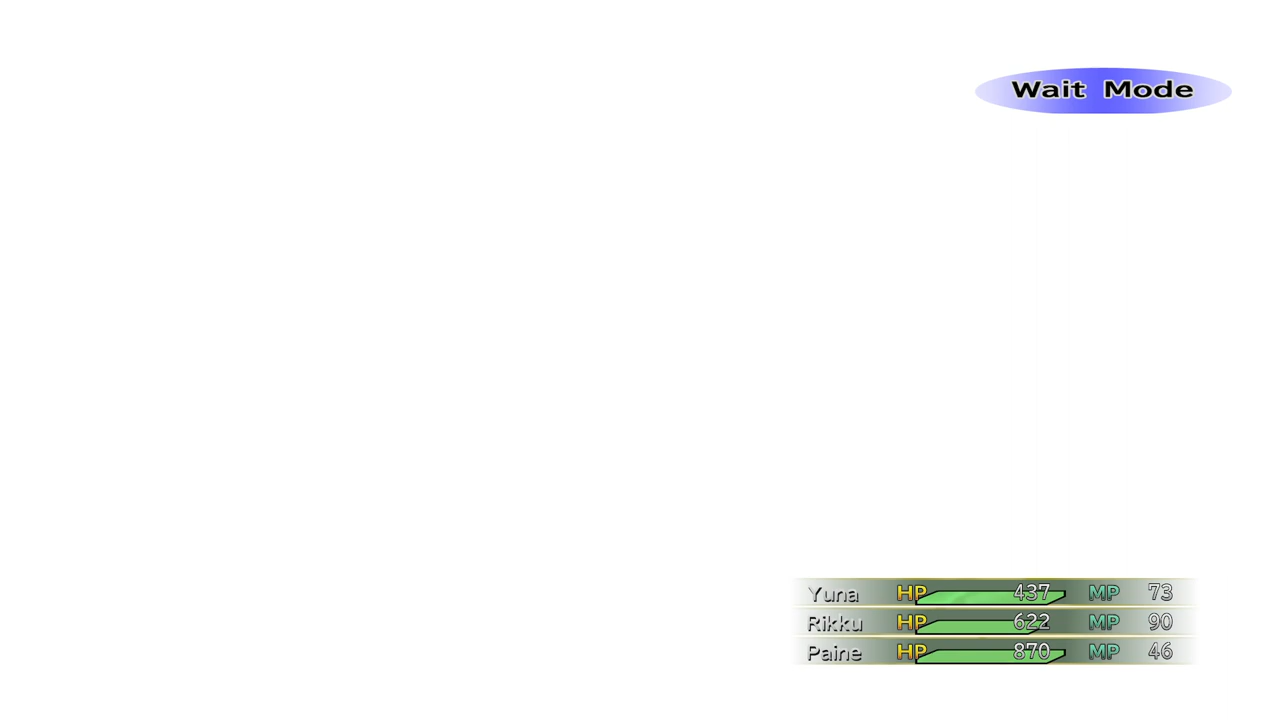 Wait Mode
Yuna HP 437 MP 73
Rikku HP 622 MP 90
Paine HP 870 MP 46